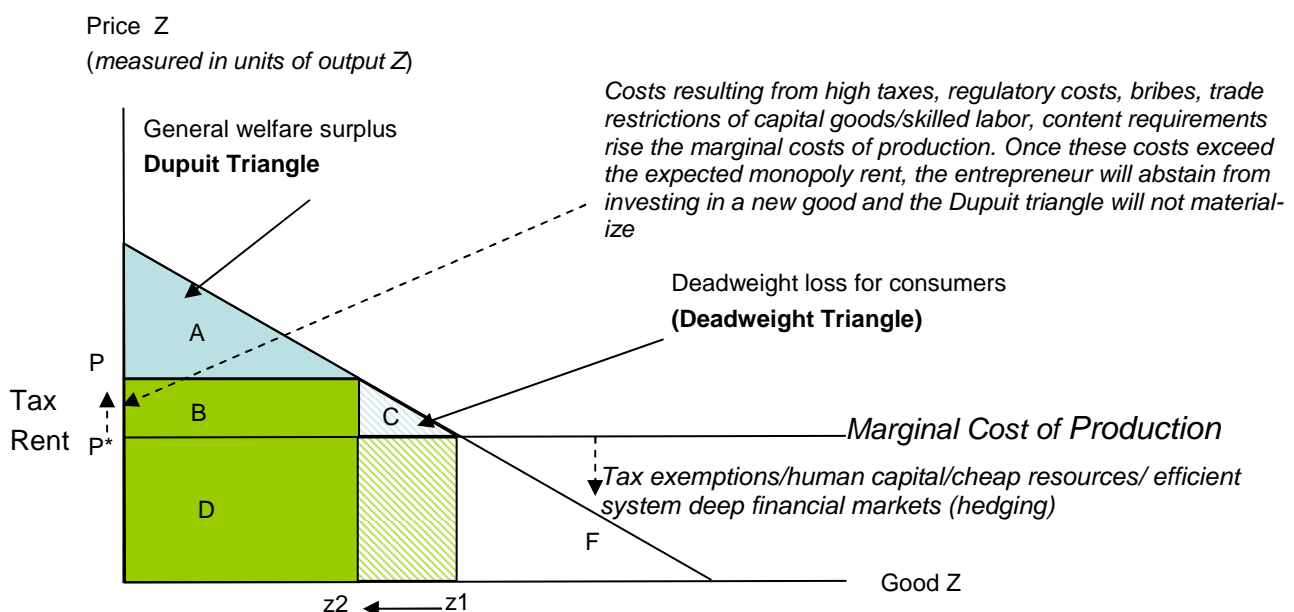 Price Z
(measured in units of output Z)
Costs resulting from high taxes, regulatory costs, bribes, trade
restrictions of capital goods/skilled labor, content requirements
rise the marginal costs of production. Once these costs exceed
the expected monopoly rent, the entrepreneur will abstain from
investing in a new good and the Dupuit triangle will not material-
ize
General welfare surplus
Dupuit Triangle
Deadweight loss for consumers
(Deadweight Triangle)
A
P
Tax
B
C
Rent P*
Marginal Cost of Production
Tax exemptions/human capital/cheap resources/ efficient
system deep financial markets (hedging)
D
F
Good Z
z2
z1